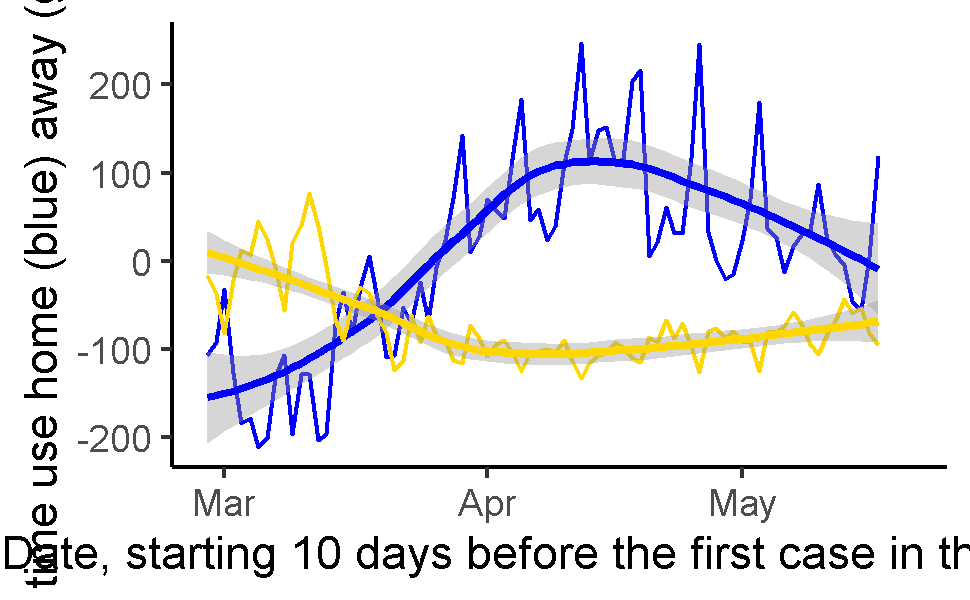 time use home (blue) away (
200
100
0
-100
-200
Mar Apr May
Date, starting 10 days before the first case in th